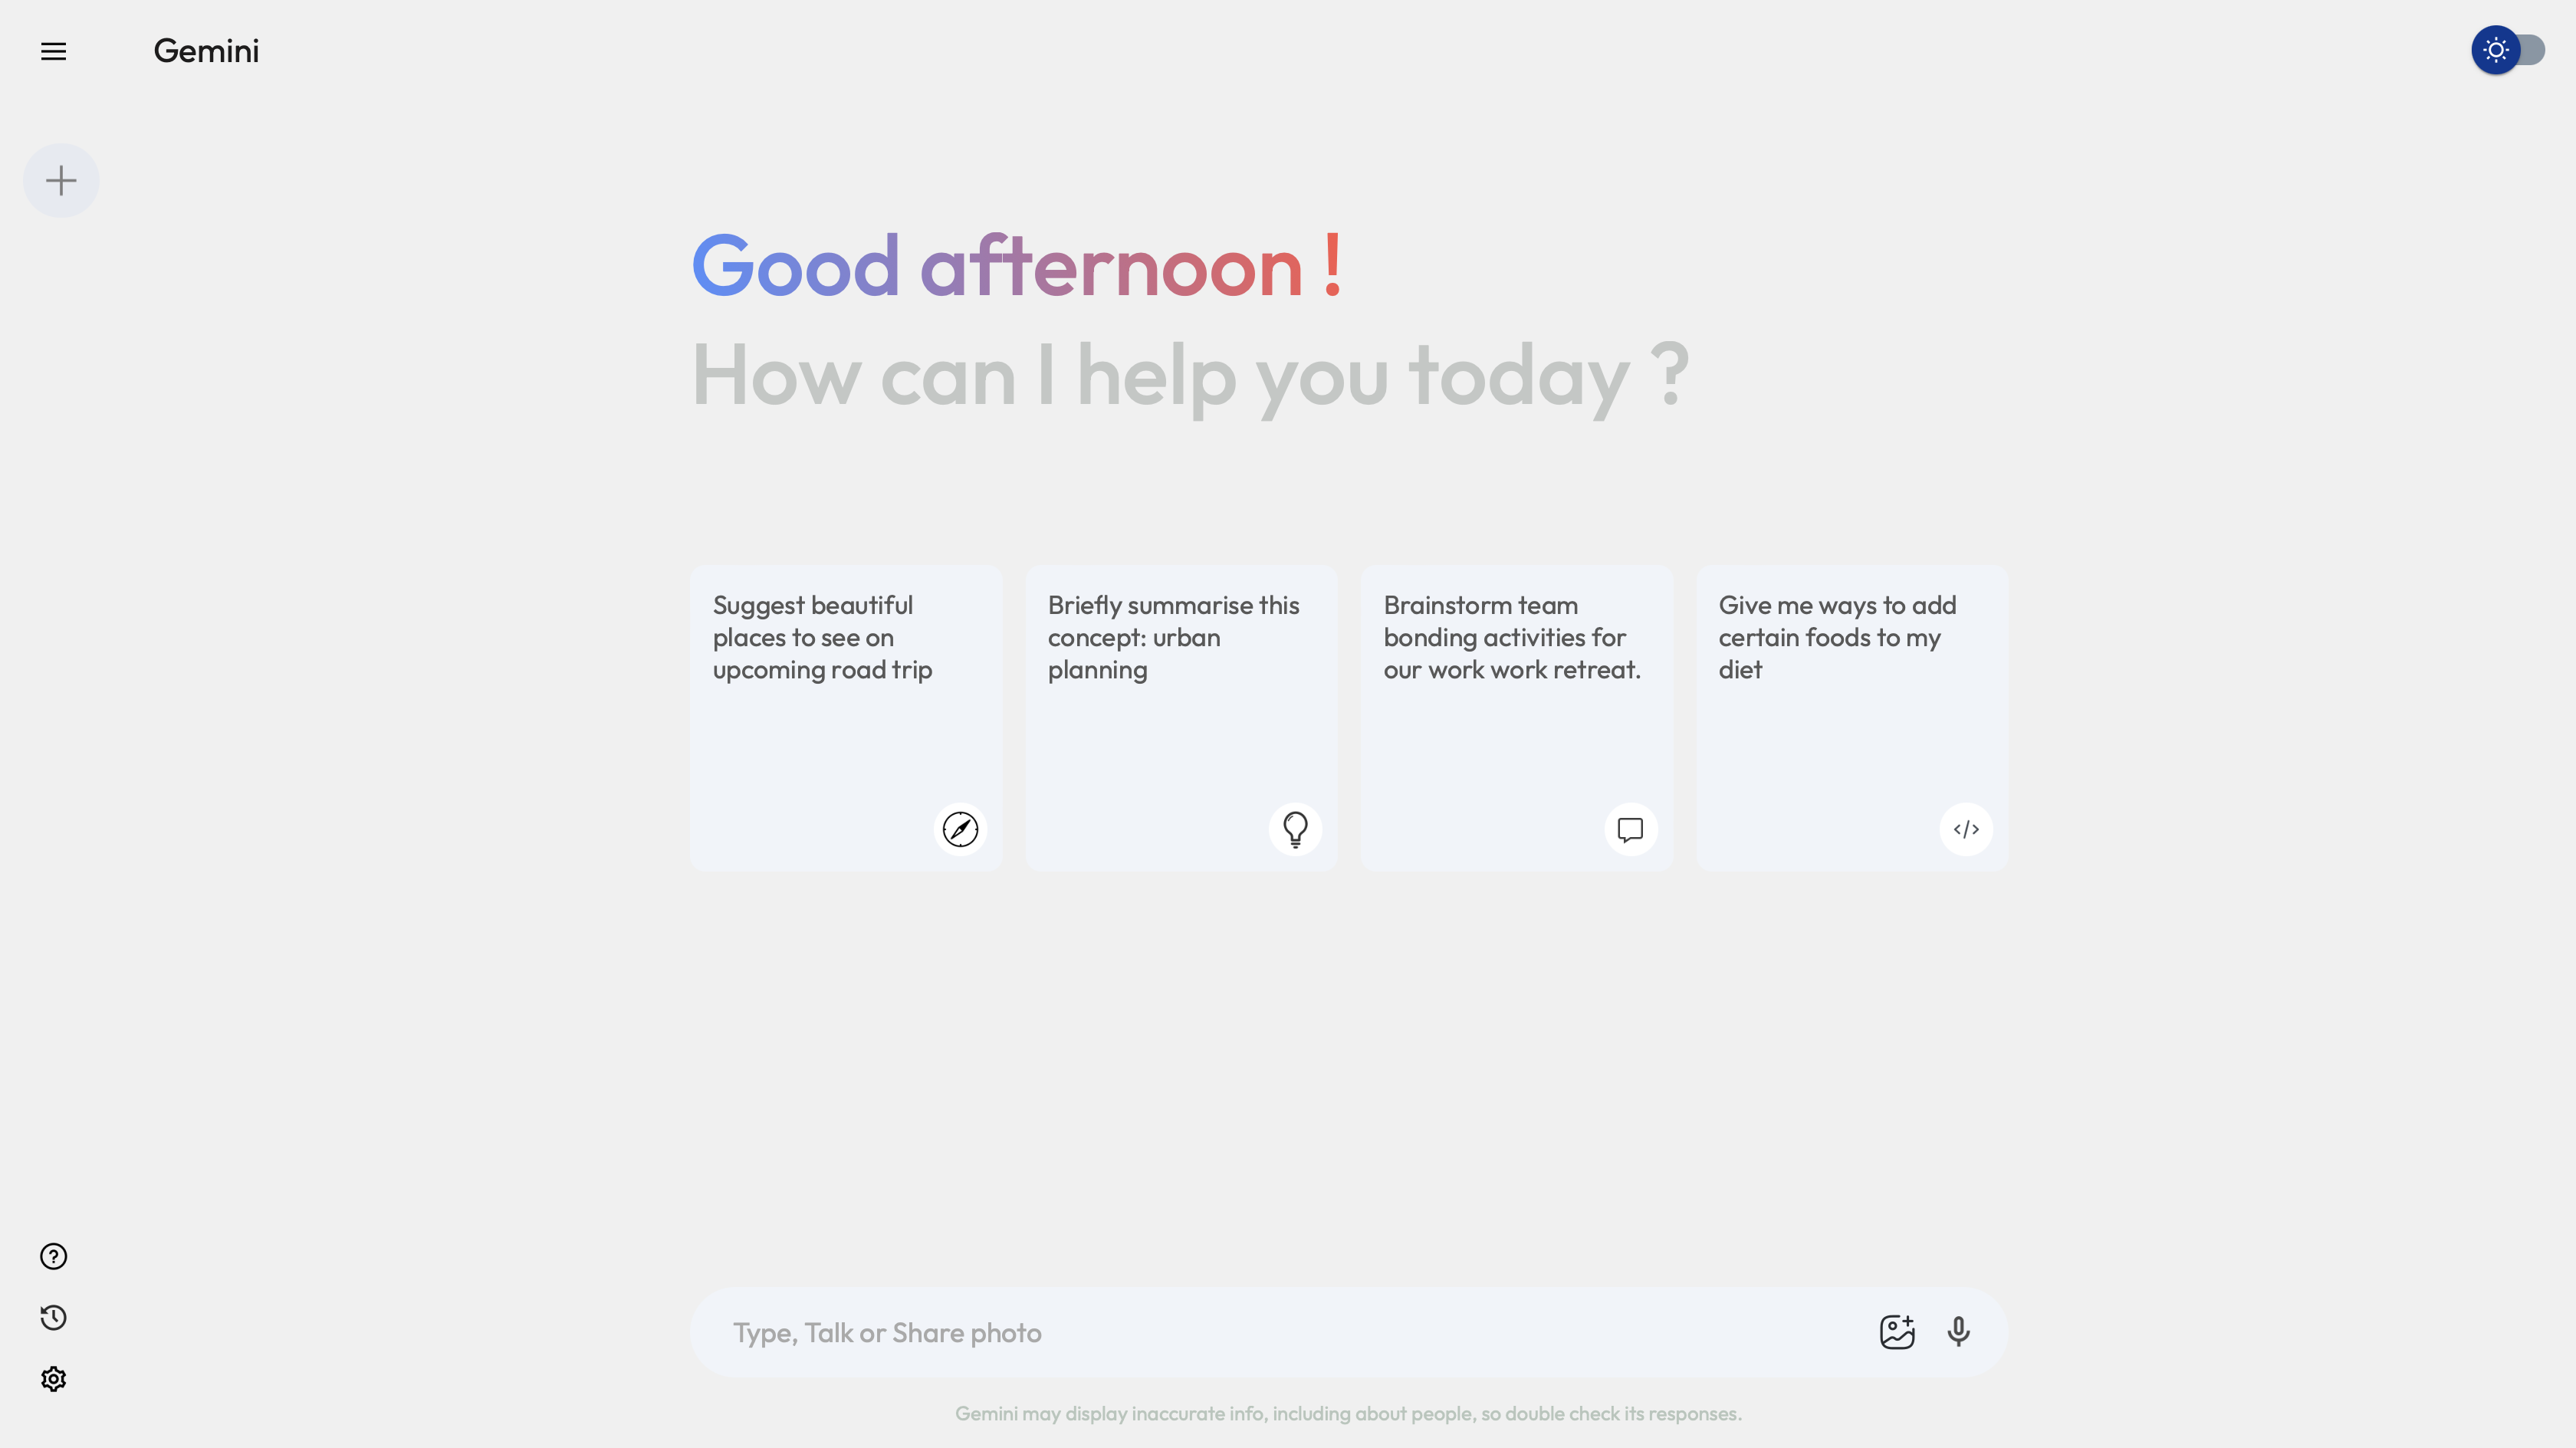 Gemini
Good afternoon !
How can I help you today ?
Suggest beautiful
places to see on
upcoming road trip
Briefly summarise this
concept: urban
planning
Brainstorm team
bonding activities for
our work work retreat.
Give me ways to add
certain foods to my
diet
Type, Talk or Share photo
Gemini may display inaccurate info, including about people, so double check its responses.